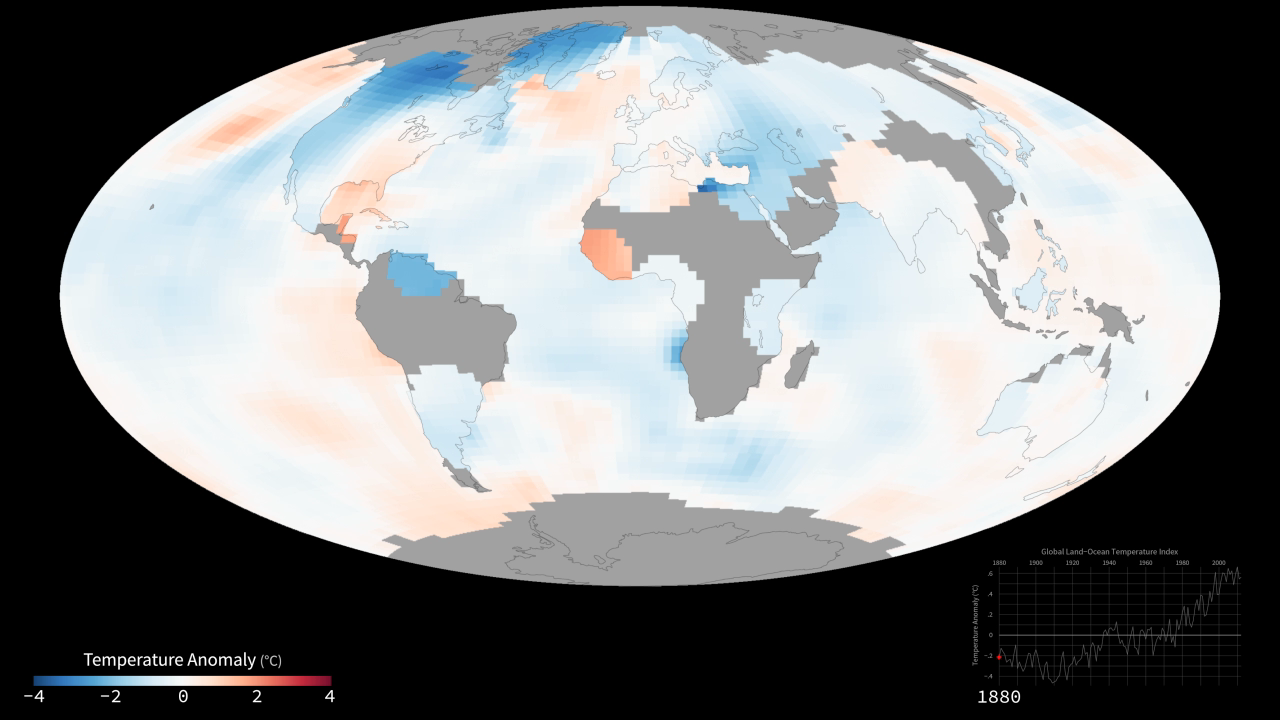 Global Land-Ocean Temperature Index
1880 1900 1920 1940 1960 1980 2000
Temperature Anomaly (°C)
.6
.4
.2
0
-.2
-.4
Temperature Anomaly (°C)
−4 −2 0 2 4
1880